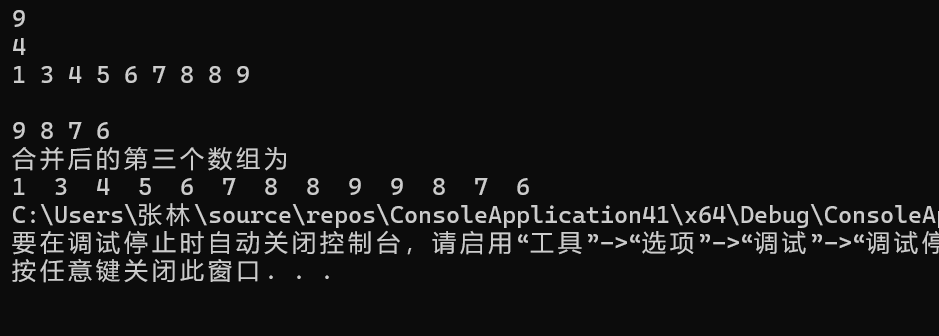 9
4
1 3 4 5 6 7 8 8 9
9 8 7 6
合并后的第三个数组为
1  3  4  5  6  7  8  8  9  9  8  7  6
C:\Users\张林\source\repos\ConsoleApplication41\x64\Debug\ConsoleAp
要在调试停止时自动关闭控制台，请启用“工具”->“选项”->“调试”->“调试停
按任意键关闭此窗口. . .